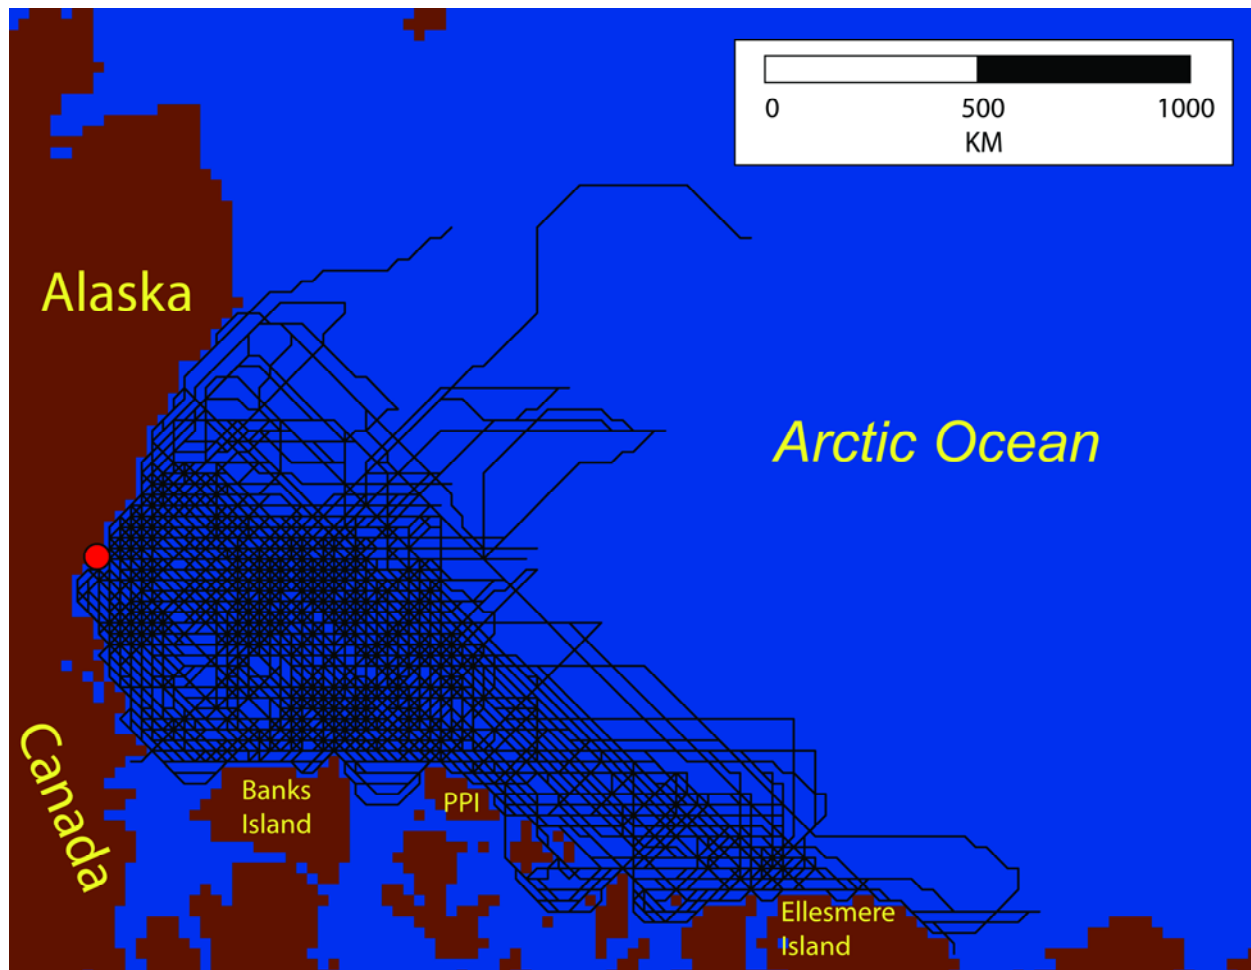 0 500 1000
KM
Alaska
Arctic Ocean
Canada
Banks
Island
PPI
Ellesmere
Island